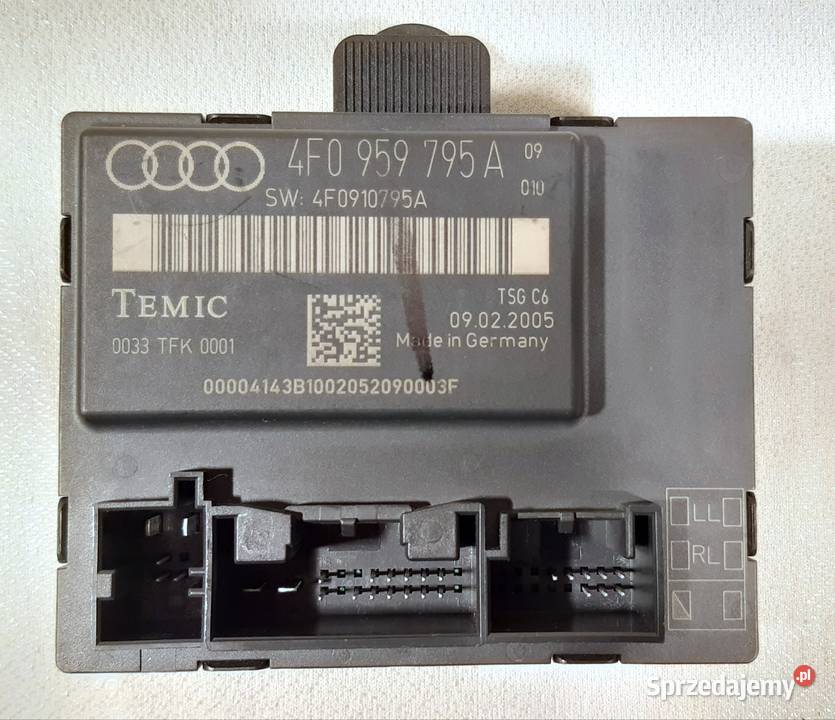 4F0 959 795 A 09
010
SW: 4F0910795A
TEMIC
TSG C6
09.02.2005
0033 TFK 0001
Made in Germany
00004143B1002052090003F
LL
RL
Sprzedajemy.pl